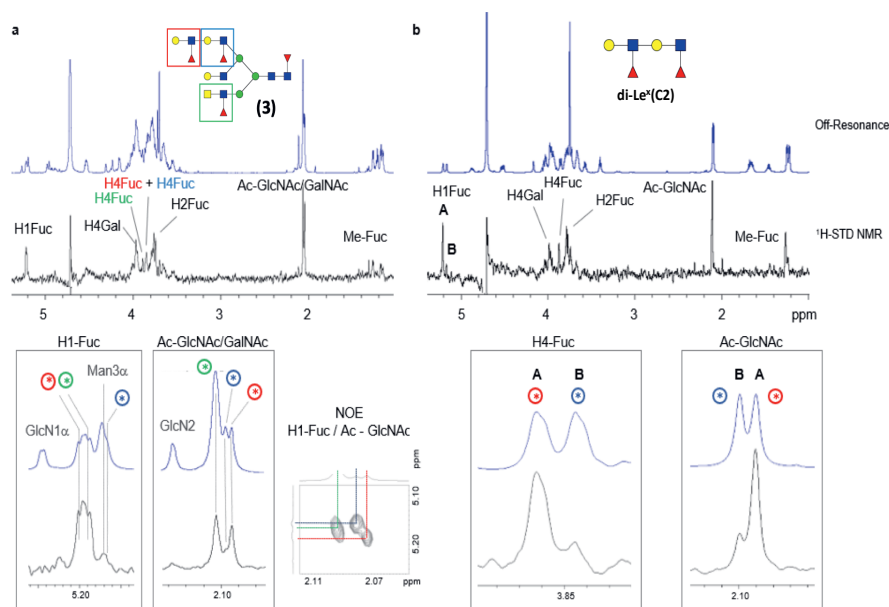 a
(3)
H4Fuc + H4Fuc
H4Fuc
Ac-GlcNAc/GalNAc
H2Fuc
H1Fuc
H4Gal
Me-Fuc
5 4 3 2
b
di-Leˣ(C2)
Off-Resonance
H1Fuc
A
B
H4Fuc
H4Gal
H2Fuc
Ac-GlcNAc
Me-Fuc
¹H-STD NMR
5 4 3 2 ppm
H1-Fuc
Man3α
GlcN1α
5.20
Ac-GlcNAc/GalNAc
GlcN2
2.10
NOE
H1-Fuc / Ac - GlcNAc
ppm
5.10
5.20
2.11 2.07
ppm
H4-Fuc
A B
3.85
Ac-GlcNAc
B A
2.10